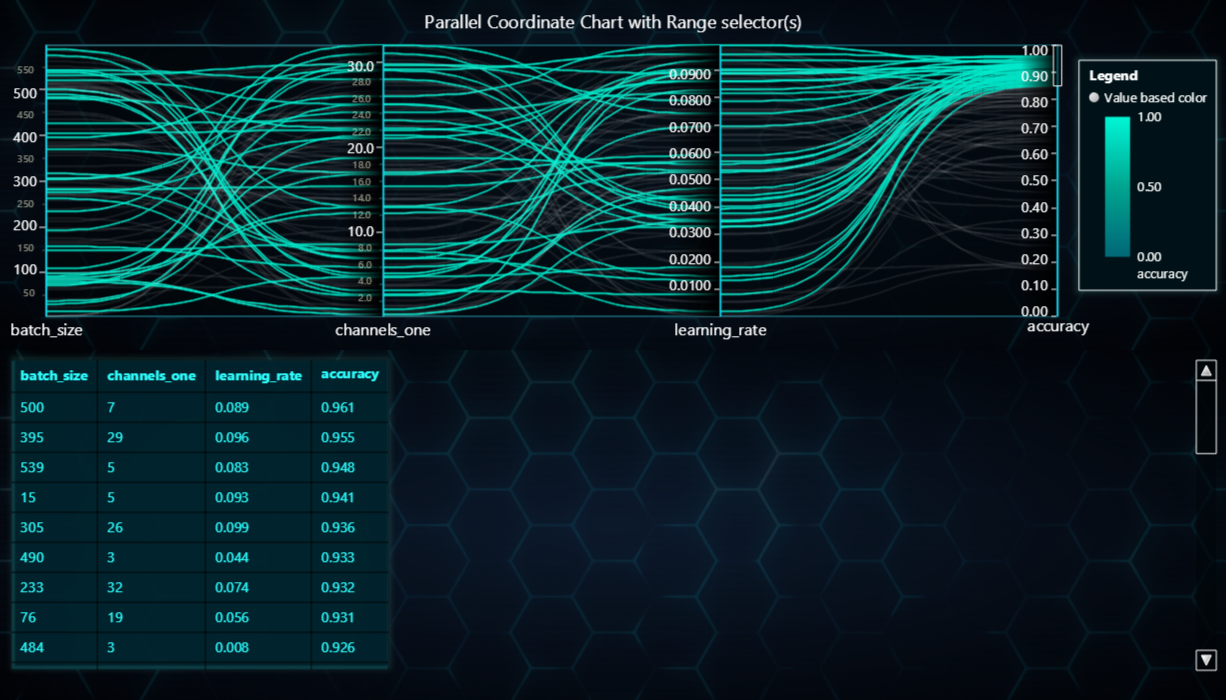 Parallel Coordinate Chart with Range selector(s)
550
500
450
400
350
300
250
200
150
100
50
batch_size
30.0
28.0
26.0
24.0
22.0
20.0
18.0
16.0
14.0
12.0
10.0
8.0
6.0
4.0
2.0
channels_one
0.0900
0.0800
0.0700
0.0600
0.0500
0.0400
0.0300
0.0200
0.0100
learning_rate
1.00
0.90
0.80
0.70
0.60
0.50
0.40
0.30
0.20
0.10
0.00
accuracy
Legend
Value based color
1.00
0.50
0.00
accuracy
batch_size channels_one learning_rate accuracy
500 7 0.089 0.961
395 29 0.096 0.955
539 5 0.083 0.948
15 5 0.093 0.941
305 26 0.099 0.936
490 3 0.044 0.933
233 32 0.074 0.932
76 19 0.056 0.931
484 3 0.008 0.926